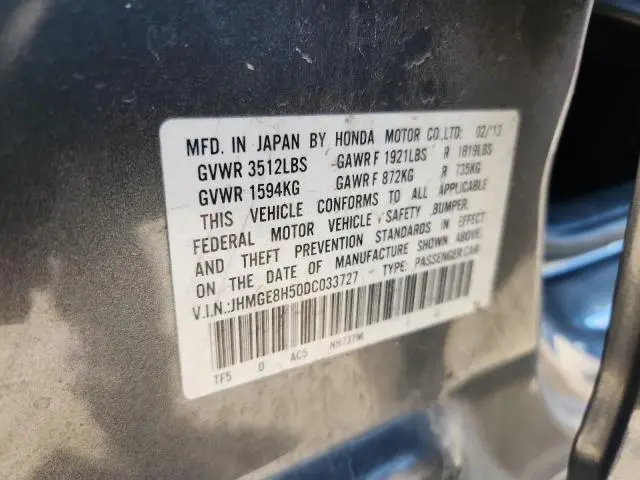 MFD. IN JAPAN BY HONDA MOTOR CO.,LTD. 02/'13
GVWR 3512LBS GAWR F 1921LBS R 1819LBS
GVWR 1594KG GAWR F 872KG R 735KG
THIS VEHICLE CONFORMS TO ALL APPLICABLE
FEDERAL MOTOR VEHICLE SAFETY, BUMPER,
AND THEFT PREVENTION STANDARDS IN EFFECT
ON THE DATE OF MANUFACTURE SHOWN ABOVE.
V.I.N.:JHMGE8H50DC033727 TYPE: PASSENGER CAR
TF5 0 AC5 NH737M